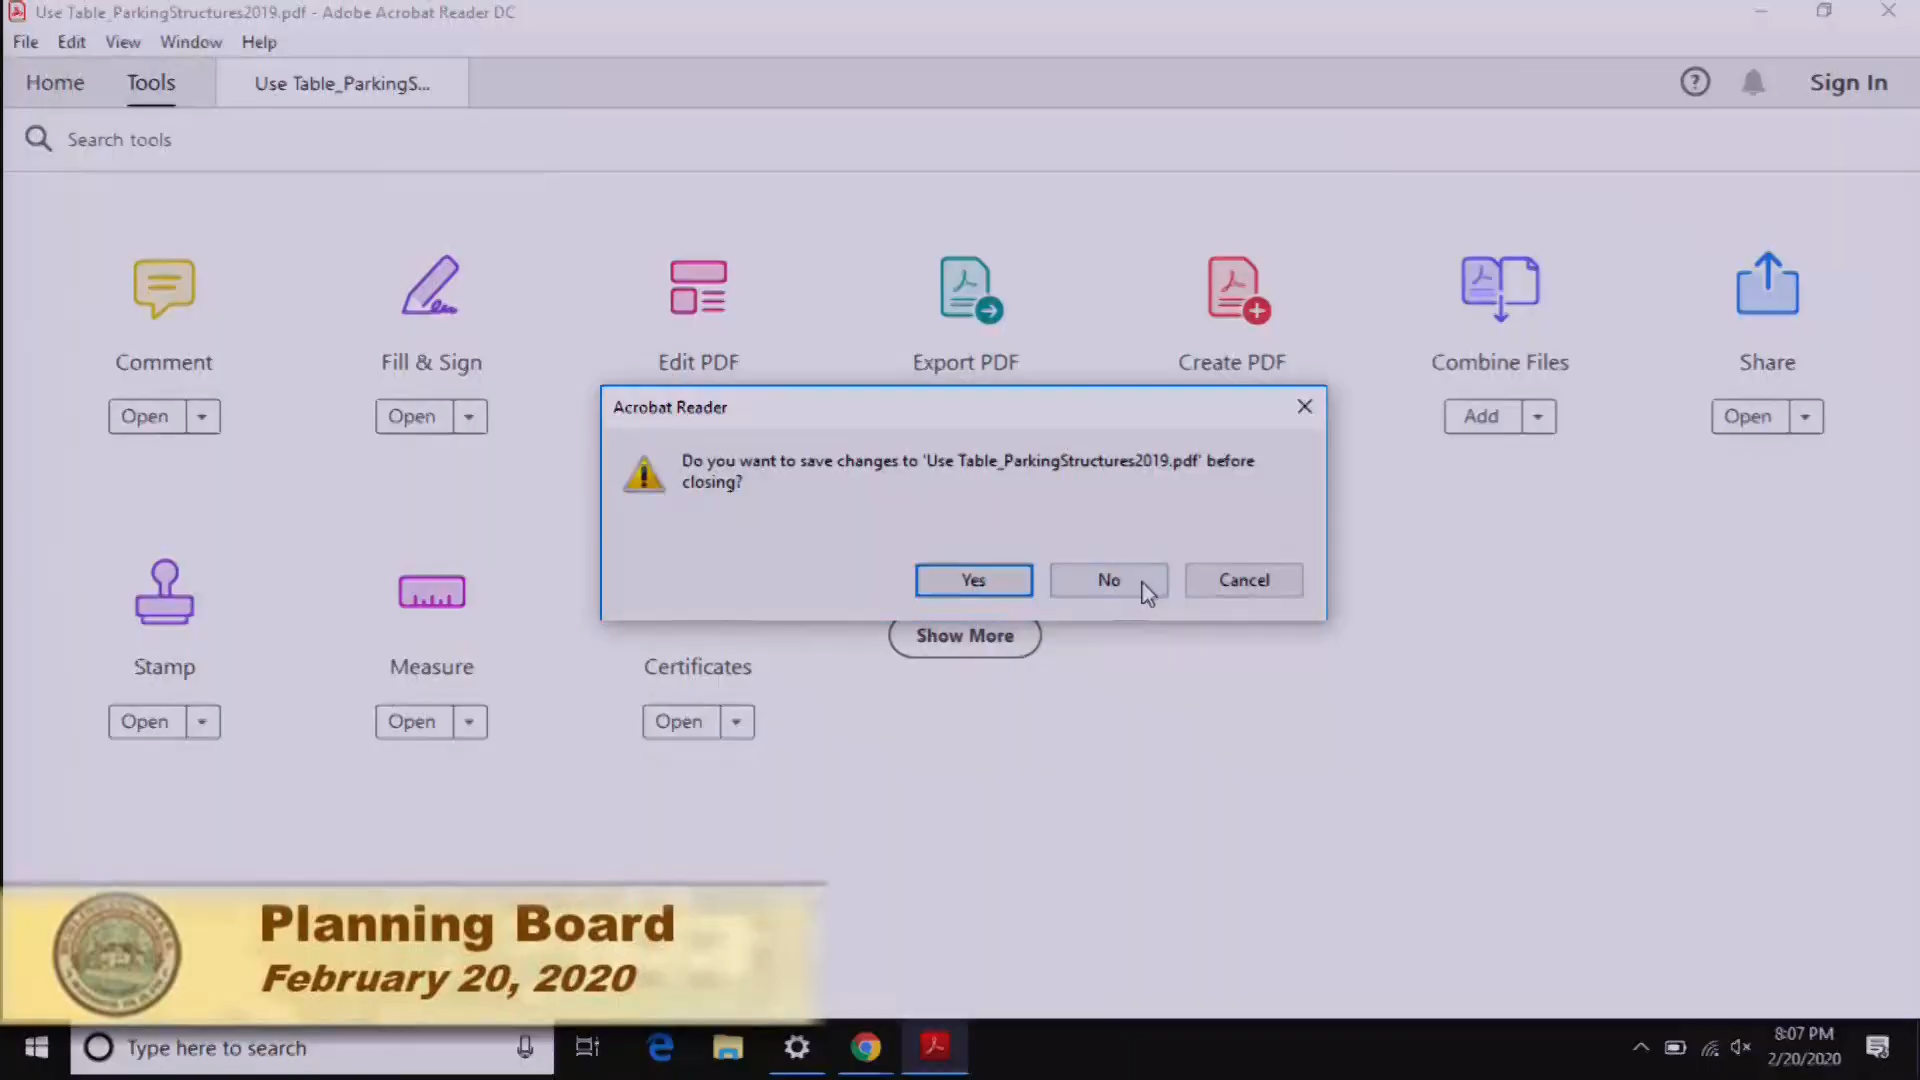 Use Table_ParkingStructures2019.pdf - Adobe Acrobat Reader DC
File Edit View Window Help
Home Tools Use Table_ParkingS... Sign In
Search tools
Comment Fill & Sign Edit PDF Export PDF Create PDF Combine Files Share
Open Open Add Open
Acrobat Reader
Do you want to save changes to 'Use Table_ParkingStructures2019.pdf' before
closing?
Yes No Cancel
Show More
Stamp Measure Certificates
Open Open Open
Planning Board
February 20, 2020
Type here to search
8:07 PM
2/20/2020